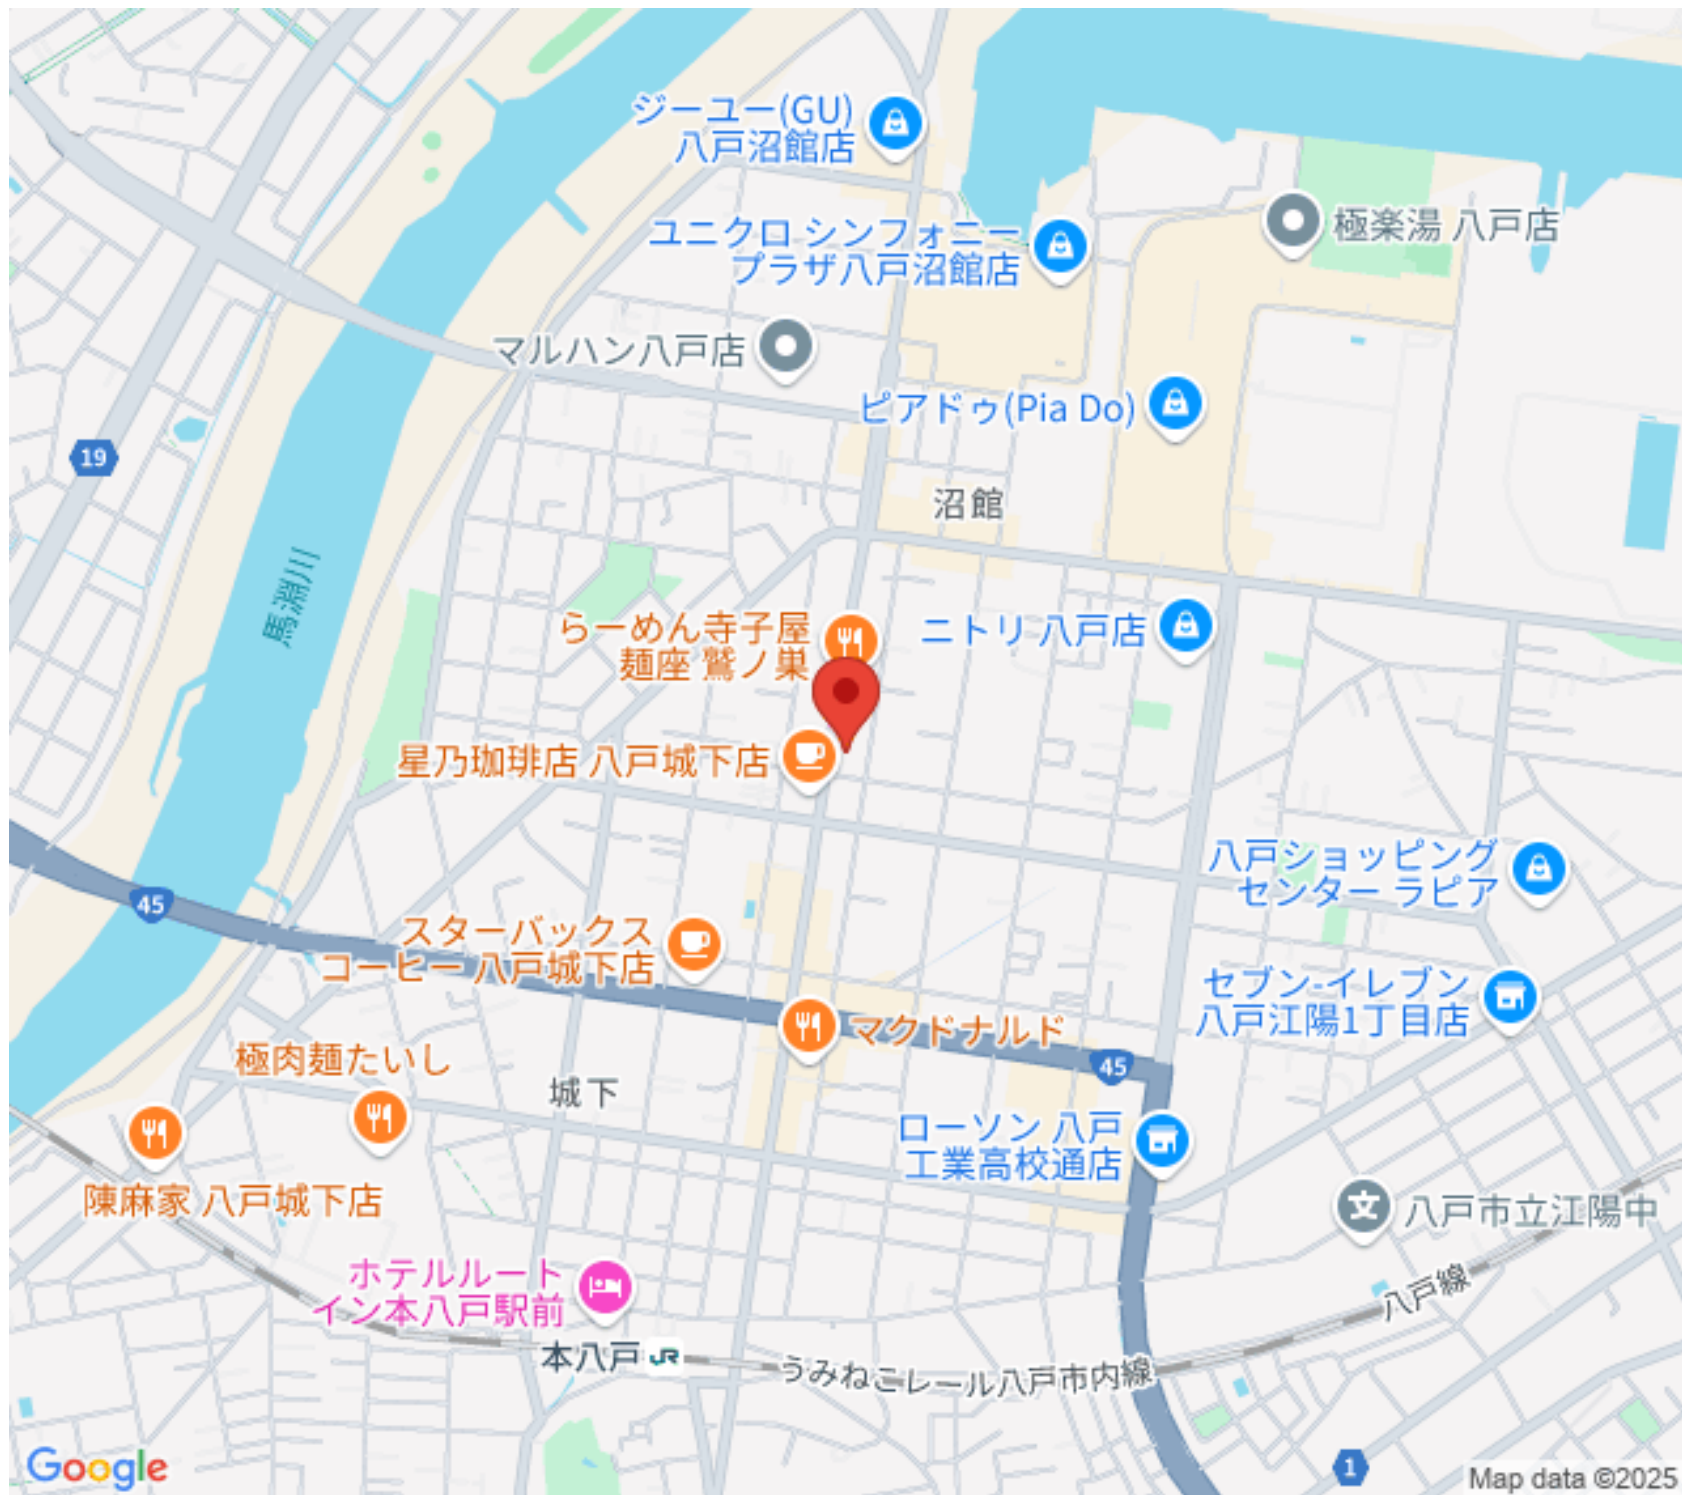 ジーユー(GU)
八戸沼館店
ユニクロ シンフォニー
プラザ八戸沼館店
極楽湯 八戸店
マルハン八戸店
ピアドゥ(Pia Do)
19
沼館
馬淵川
らーめん寺子屋
麺座 鷲ノ巣
ニトリ 八戸店
星乃珈琲店 八戸城下店
八戸ショッピング
センター ラピア
45
スターバックス
コーヒー 八戸城下店
セブン-イレブン
八戸江陽1丁目店
マクドナルド
45
極肉麺たいし
城下
ローソン 八戸
工業高校通店
陳麻家 八戸城下店
文
八戸市立江陽中
ホテルルート
イン本八戸駅前
八戸線
本八戸 JR
うみねこレール八戸市内線
1
Google
Map data ©2025